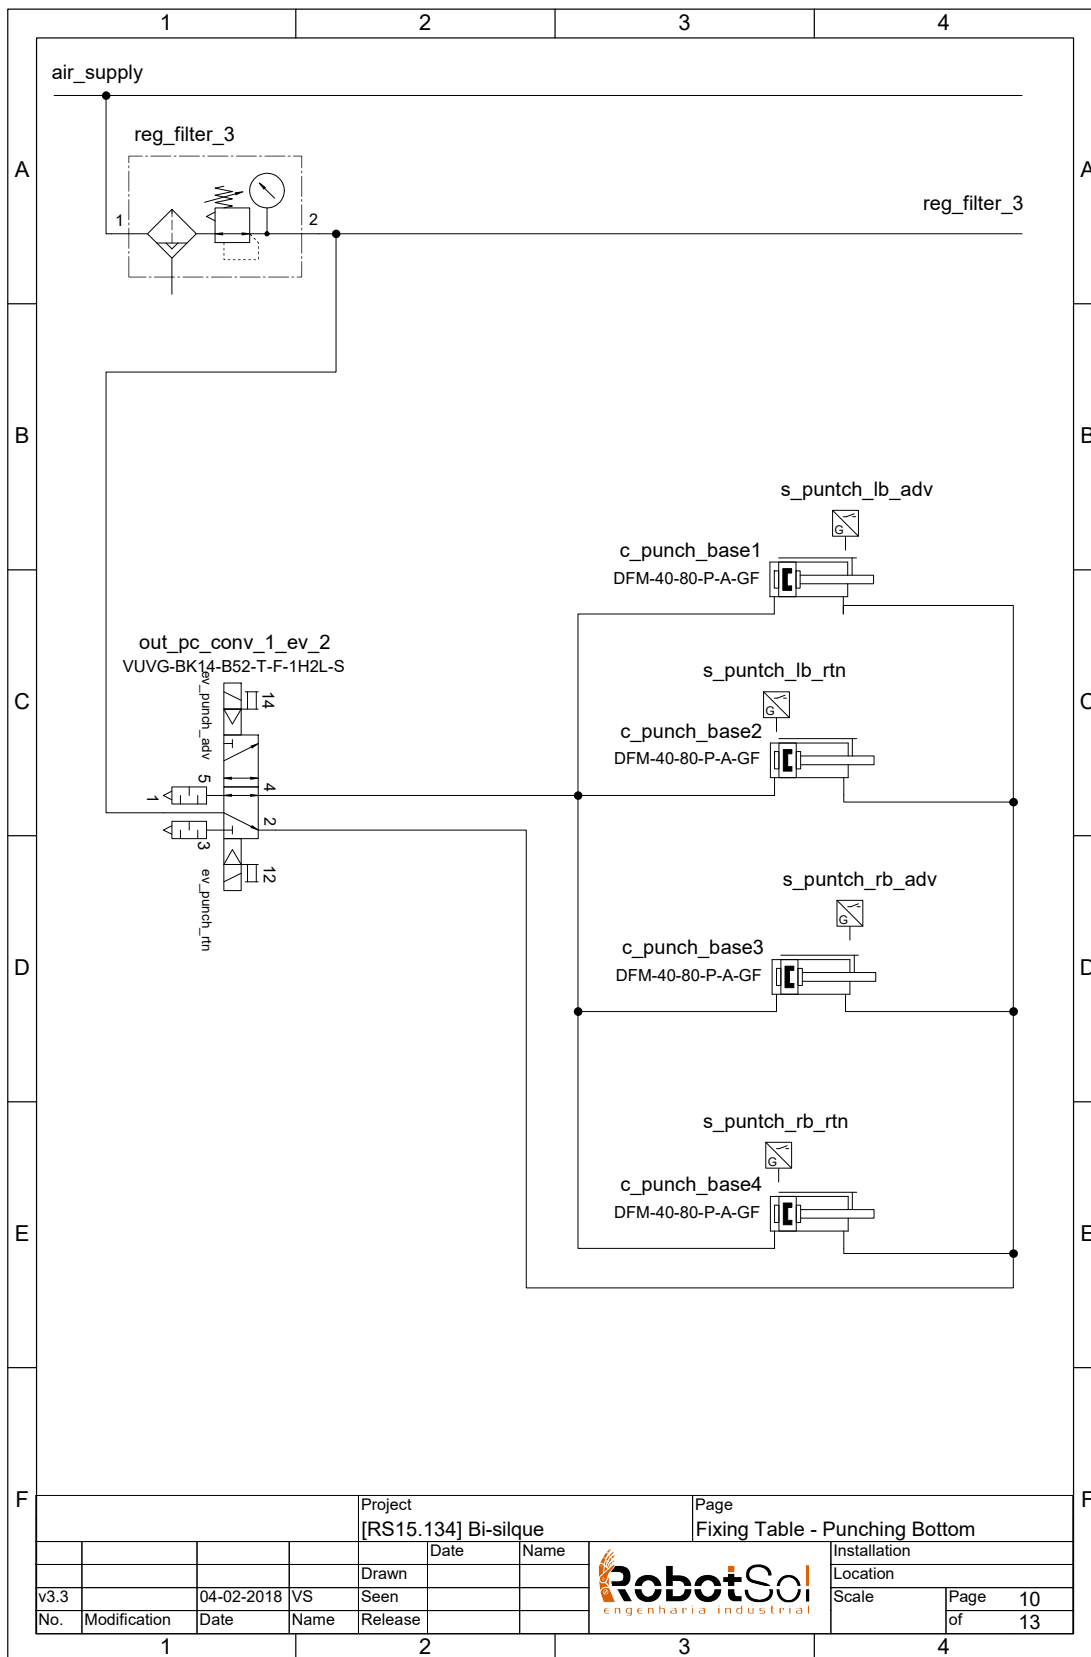 1 2 3 4
air_supply
reg_filter_3
A A
reg_filter_3
1 2
B B
s_puntch_lb_adv
G
c_punch_base1
DFM-40-80-P-A-GF
out_pc_conv_1_ev_2
VUVG-BK14-B52-T-F-1H2L-S
s_puntch_lb_rtn
ev_punch_adv
14
G
C C
c_punch_base2
DFM-40-80-P-A-GF
5 4
1
2
3
12
ev_punch_rtn
s_puntch_rb_adv
G
c_punch_base3
D D
DFM-40-80-P-A-GF
s_puntch_rb_rtn
G
c_punch_base4
DFM-40-80-P-A-GF
E E
F F
Project Page
[RS15.134] Bi-silque Fixing Table - Punching Bottom
Date Name Installation
Drawn Location
v3.3 04-02-2018 VS Seen Scale Page 10
No. Modification Date Name Release of 13
RobotSol
engenharia industrial
1 2 3 4